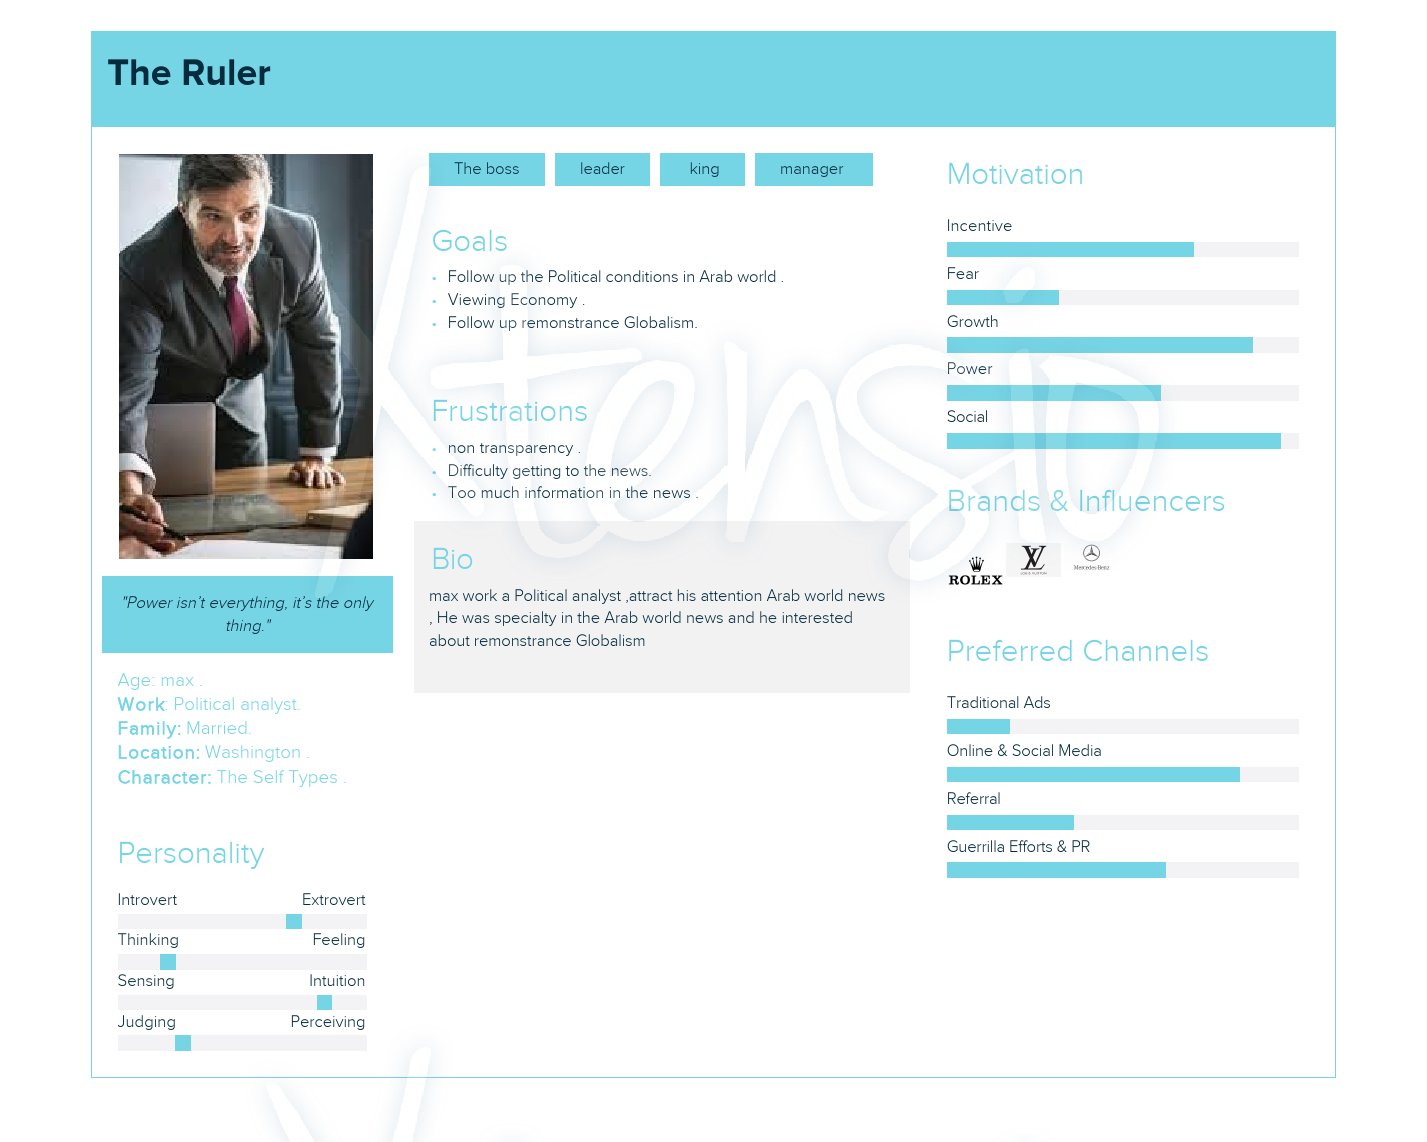 The Ruler
The boss
leader
king
manager
Goals
Follow up the Political conditions in Arab world .
Viewing Economy .
Follow up remonstrance Globalism.
Frustrations
non transparency .
Difficulty getting to the news.
Too much information in the news .
Bio
max work a Political analyst ,attract his attention Arab world news
, He was specialty in the Arab world news and he interested
about remonstrance Globalism
"Power isn’t everything, it’s the only
thing."
Age: max .
Work: Political analyst.
Family: Married.
Location: Washington .
Character: The Self Types .
Personality
Introvert Extrovert
Thinking Feeling
Sensing Intuition
Judging Perceiving
Motivation
Incentive
Fear
Growth
Power
Social
Brands & Influencers
ROLEX
LOUIS VUITTON
Mercedes-Benz
Preferred Channels
Traditional Ads
Online & Social Media
Referral
Guerrilla Efforts & PR
xtensio